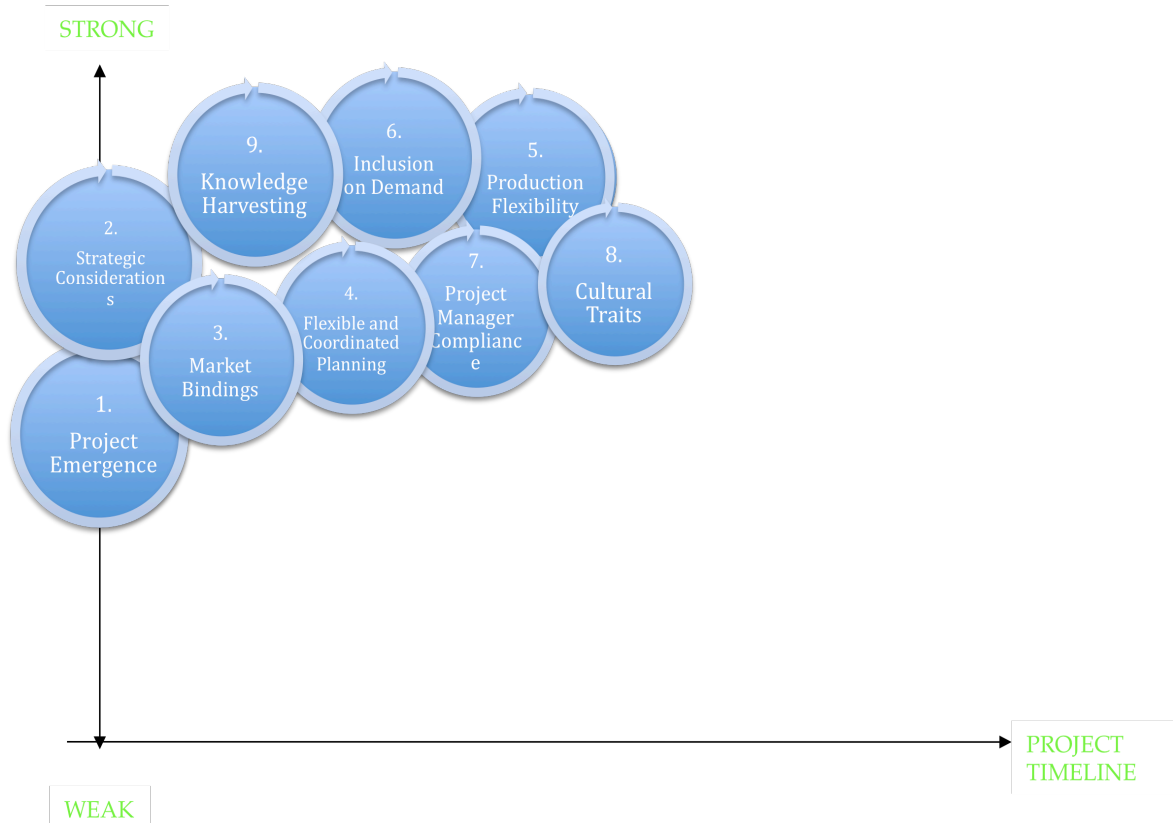 STRONG
9.
Knowledge
Harvesting
6.
Inclusion
on Demand
5.
Production
Flexibility
2.
Strategic
Consideration
s
3.
Market
Bindings
4.
Flexible and
Coordinated
Planning
7.
Project
Manager
Complianc
e
8.
Cultural
Traits
1.
Project
Emergence
PROJECT
TIMELINE
WEAK